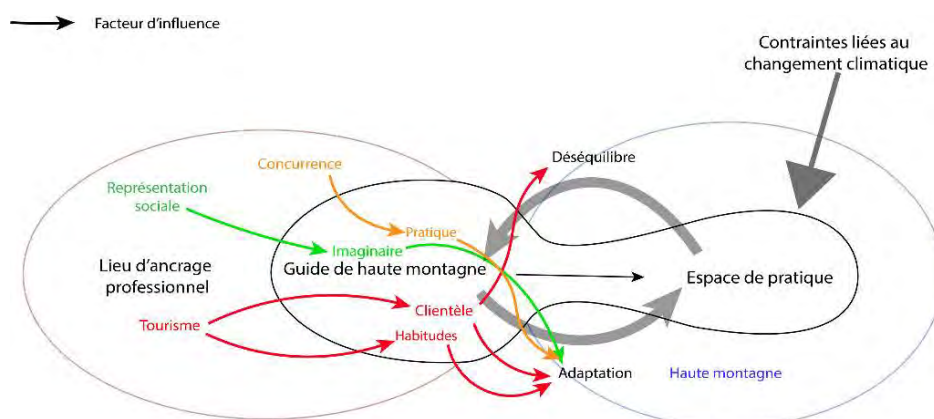 Facteur d'influence
Contraintes liées au
changement climatique
Déséquilibre
Concurrence
Représentation
sociale
Pratique
Imaginaire
Lieu d'ancrage
professionnel
Guide de haute montagne
Espace de pratique
Clientèle
Tourisme
Habitudes
Adaptation
Haute montagne